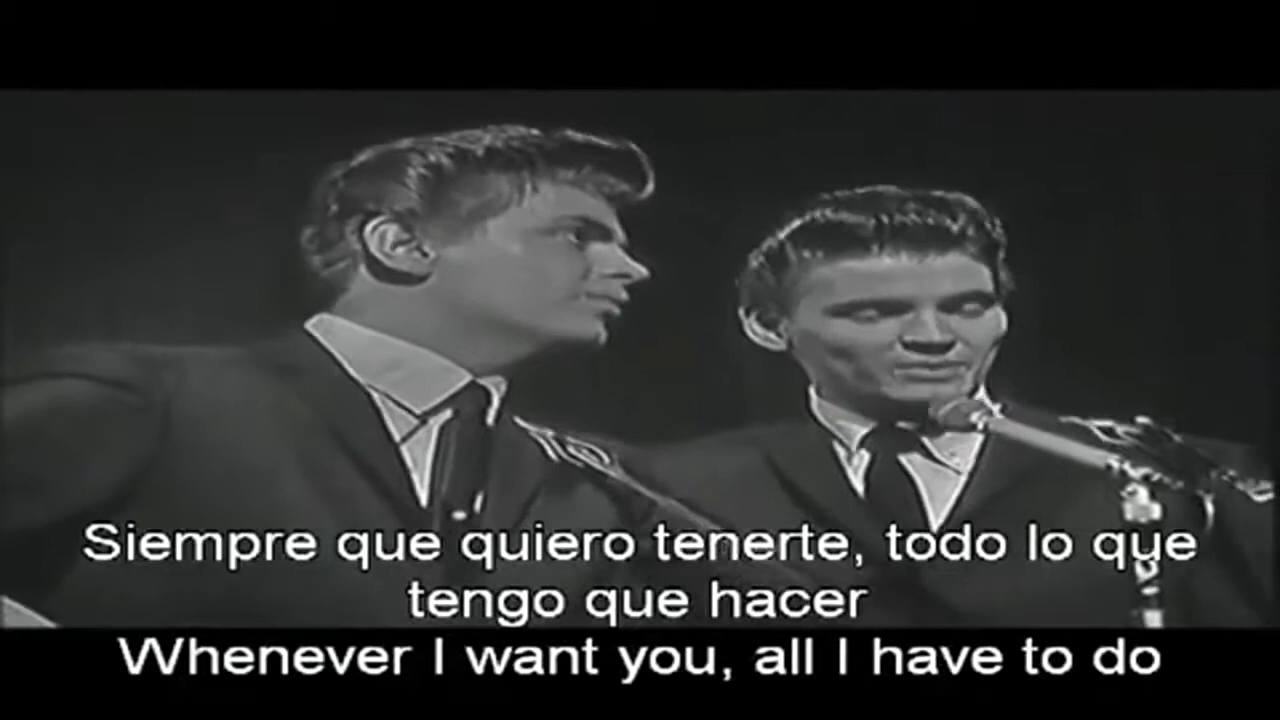 Siempre que quiero tenerte, todo lo que
tengo que hacer
Whenever I want you, all I have to do